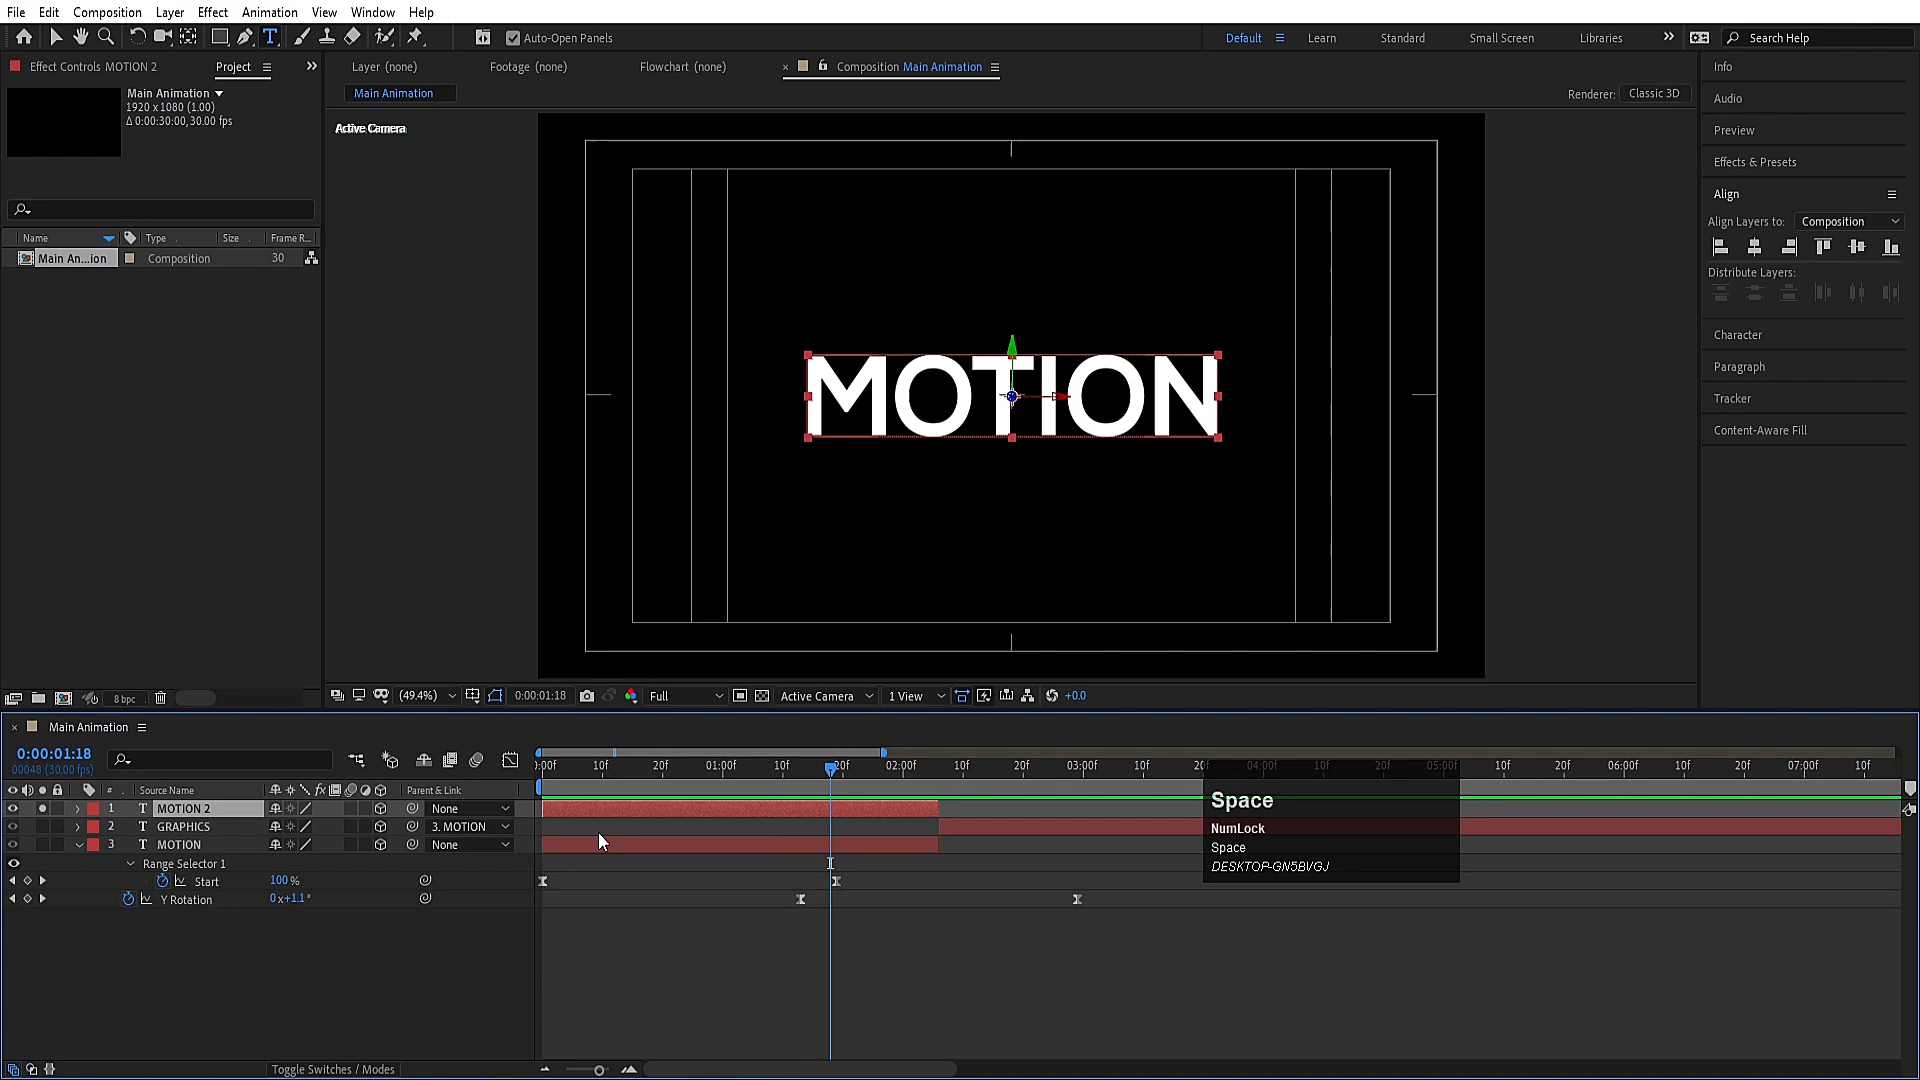 File Edit Composition Layer Effect Animation View Window Help
Auto-Open Panels
Default Learn Standard Small Screen Libraries Search Help
Effect Controls MOTION 2 Project
Layer (none) Footage (none) Flowchart (none) Composition Main Animation
Main Animation
Renderer: Classic 3D
Main Animation
1920 x 1080 (1.00)
Δ 0:00:30:00, 30.00 fps
Active Camera
Name Type Size Frame R...
Main An...ion Composition 30
MOTION
Info
Audio
Preview
Effects & Presets
Align
Align Layers to: Composition
Distribute Layers:
Character
Paragraph
Tracker
Content-Aware Fill
8 bpc
(49.4%) 0:00:01:18 Full Active Camera 1 View +0.0
Main Animation
0:00:01:18
00048 (30.00 fps)
):00f 10f 20f 01:00f 10f 20f 02:00f 10f 20f 03:00f 10f 20f 04:00f 10f 20f 05:00f 10f 20f 06:00f 10f 20f 07:00f 10f
# Source Name fx Parent & Link
1 T MOTION 2 None
2 T GRAPHICS 3. MOTION
3 T MOTION None
Range Selector 1
Start 100 %
Y Rotation 0x+1.1°
Space
NumLock
Space
DESKTOP-GN5BVGJ
Toggle Switches / Modes